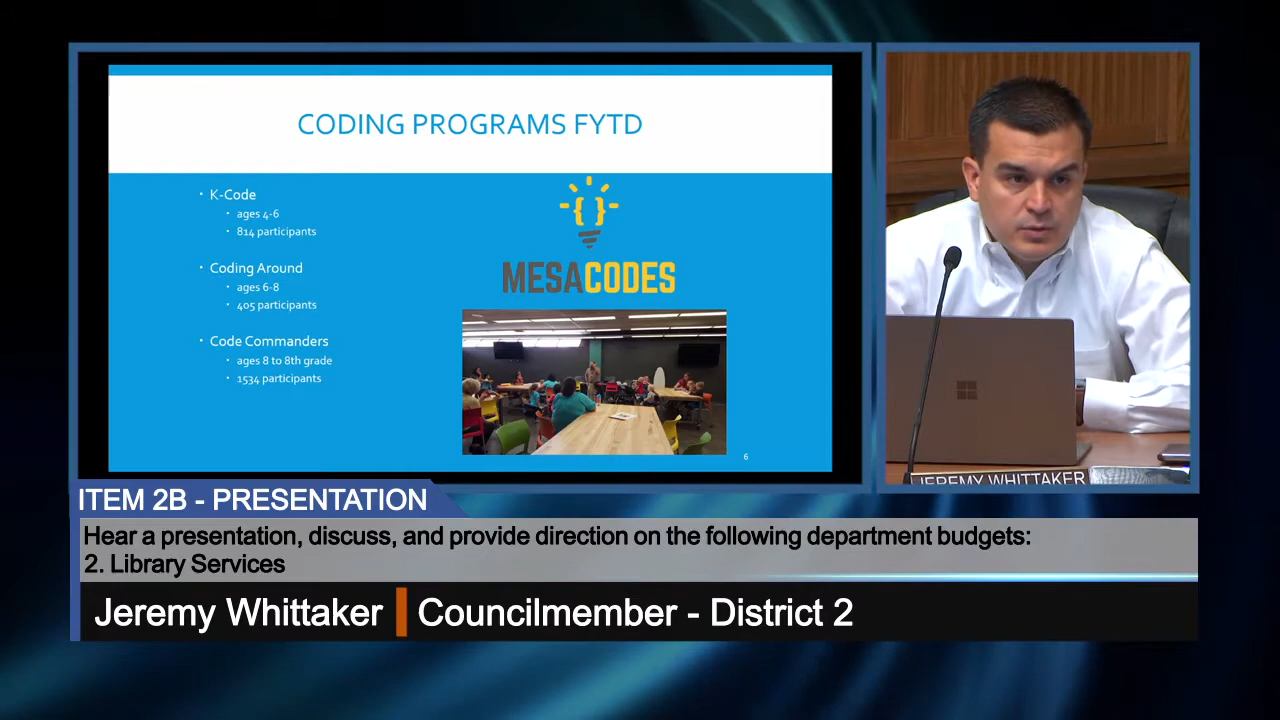 CODING PROGRAMS FYTD
• K-Code
• ages 4-6
• 814 participants
• Coding Around
• ages 6-8
• 405 participants
• Code Commanders
• ages 8 to 8th grade
• 1534 participants
{ }
MESACODES
6
JEREMY WHITTAKER
ITEM 2B - PRESENTATION
Hear a presentation, discuss, and provide direction on the following department budgets:
2. Library Services
Jeremy Whittaker | Councilmember - District 2